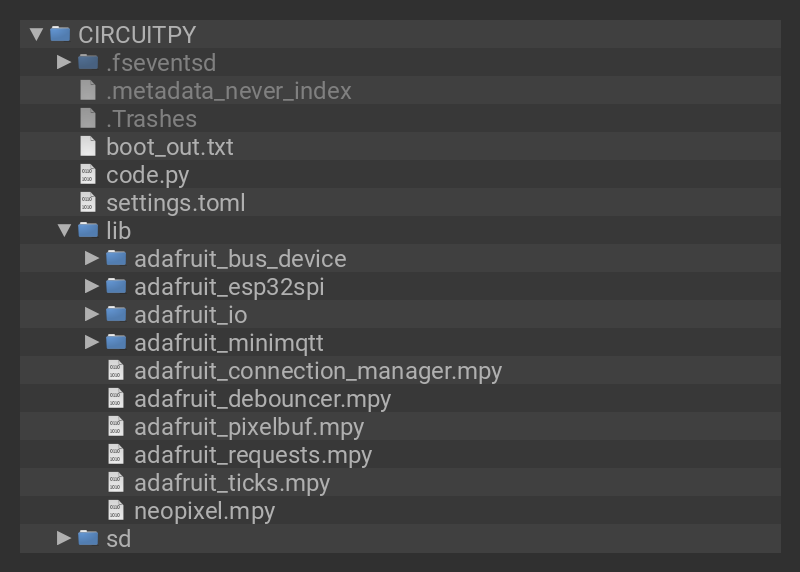 CIRCUITPY
.fseventsd
.metadata_never_index
.Trashes
boot_out.txt
code.py
settings.toml
lib
adafruit_bus_device
adafruit_esp32spi
adafruit_io
adafruit_minimqtt
adafruit_connection_manager.mpy
adafruit_debouncer.mpy
adafruit_pixelbuf.mpy
adafruit_requests.mpy
adafruit_ticks.mpy
neopixel.mpy
sd